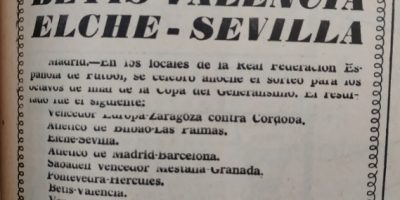 BETIS-VALENCIA
ELCHE - SEVILLA
Madrid.—En los locales de la Real Federación Es-
pañola de Fútbol, se celebró anoche el sorteo para los
octavos de final de la Copa del Generalísimo. El resul-
tado fue el siguiente:
Vencedor Europa-Zaragoza contra Córdoba.
Atlético de Bilbao-Las Palmas.
Elche-Sevilla.
Atlético de Madrid-Barcelona.
Sabadell vencedor Mestalla-Granada.
Pontevedra-Hércules.
Betis-Valencia.